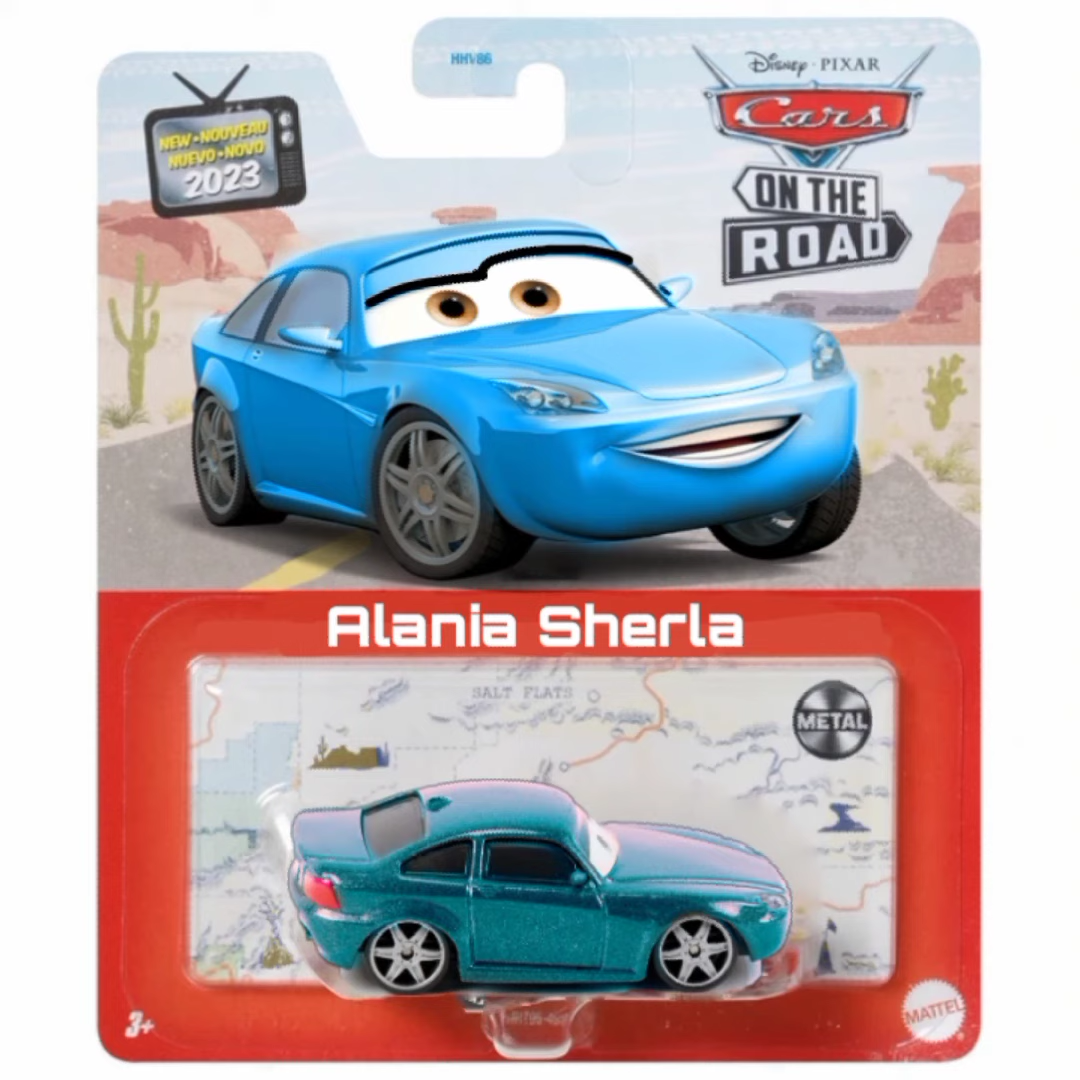 HHV86
Disney · PIXAR
Cars
ON THE
ROAD
NEW • NOUVEAU
NUEVO • NOVO
2023
Alania Sherla
SALT FLATS
METAL
3+
MATTEL